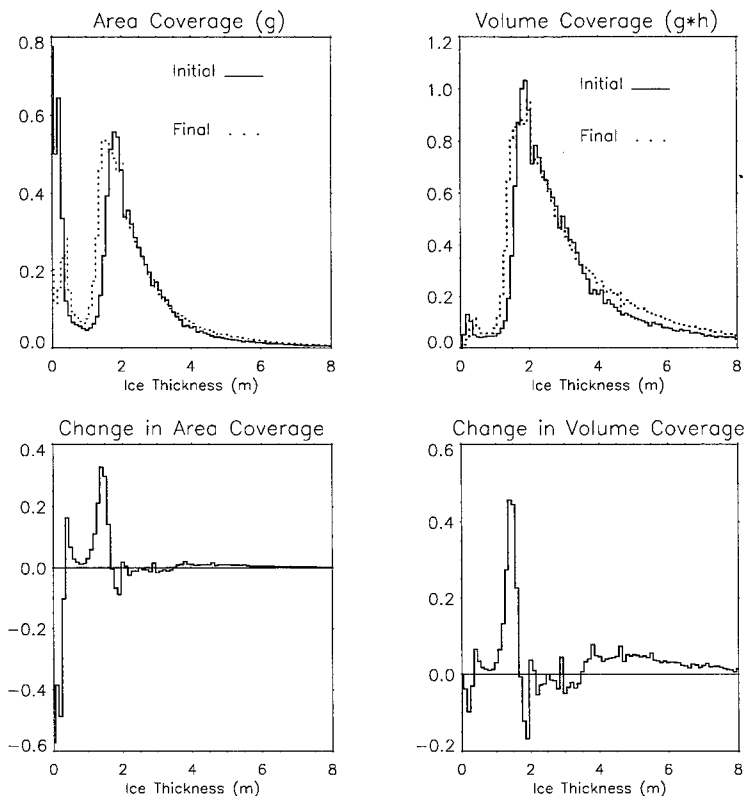 Area Coverage (g)
0.8
0.6
0.4
0.2
0.0
Initial
Final
0 2 4 6 8
Ice Thickness (m)
Volume Coverage (g*h)
1.2
1.0
0.8
0.6
0.4
0.2
0.0
Initial
Final
0 2 4 6 8
Ice Thickness (m)
Change in Area Coverage
0.4
0.2
0.0
-0.2
-0.4
-0.6
0 2 4 6 8
Ice Thickness (m)
Change in Volume Coverage
0.6
0.4
0.2
0.0
-0.2
0 2 4 6 8
Ice Thickness (m)